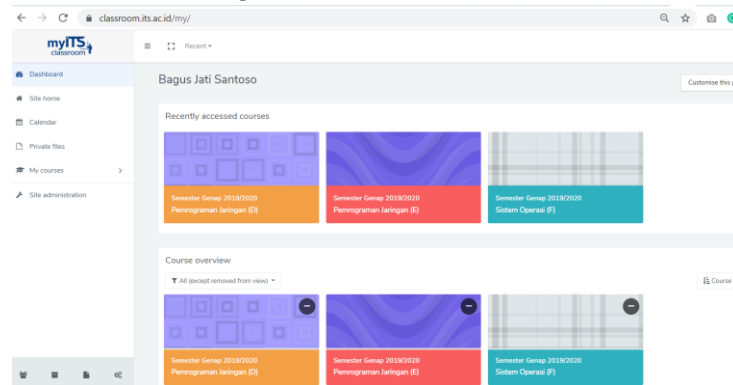 classroom.its.ac.id/my/
myITS
classroom
Recent
Dashboard
Site home
Calendar
Private files
My courses
Site administration
Bagus Jati Santoso
Customise this
Recently accessed courses
Semester Genap 2019/2020
Pemrograman Jaringan (D)
Semester Genap 2019/2020
Pemrograman Jaringan (E)
Semester Genap 2019/2020
Sistem Operasi (F)
Course overview
All (except removed from view)
Course
Semester Genap 2019/2020
Pemrograman Jaringan (D)
Semester Genap 2019/2020
Pemrograman Jaringan (E)
Semester Genap 2019/2020
Sistem Operasi (F)